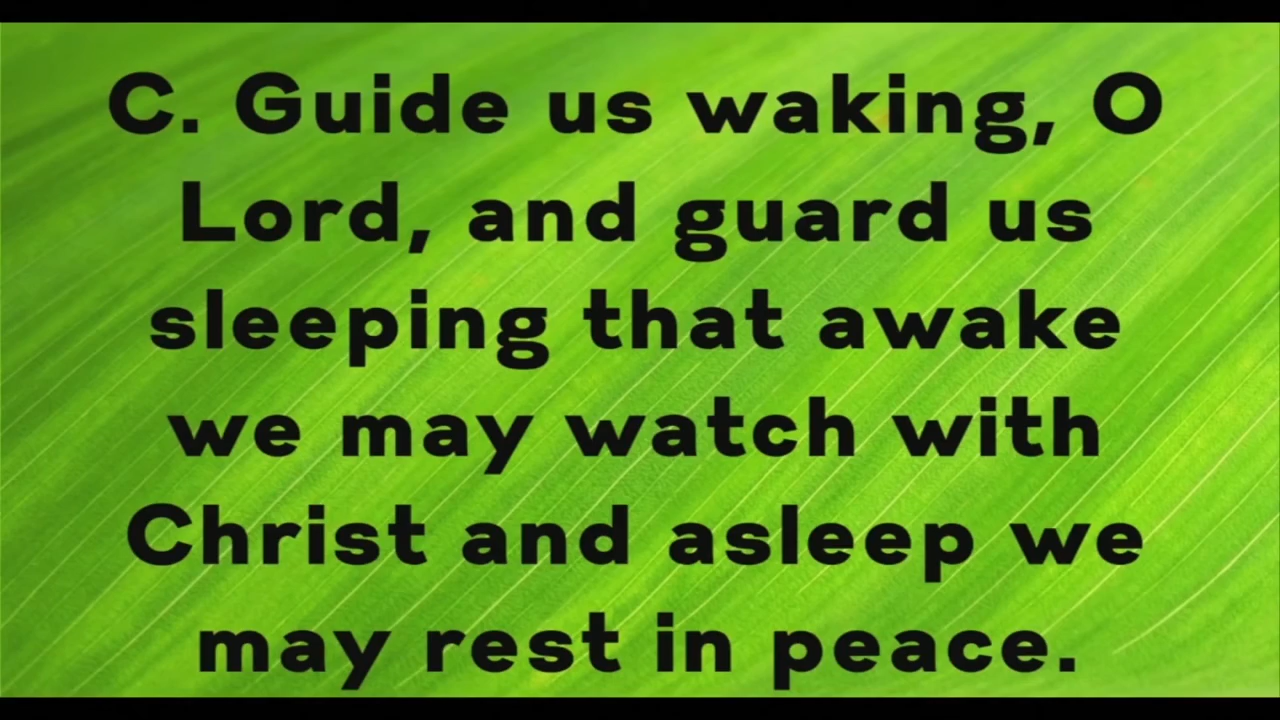 C. Guide us waking, O
Lord, and guard us
sleeping that awake
we may watch with
Christ and asleep we
may rest in peace.